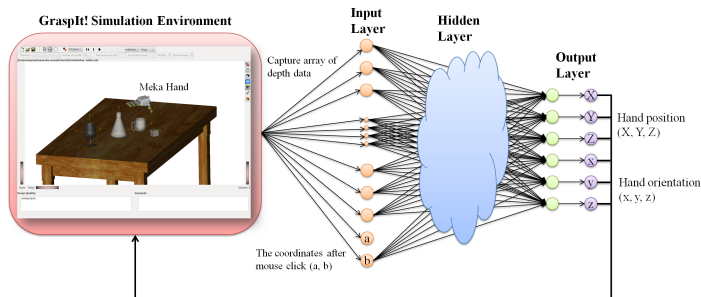 GraspIt! Simulation Environment
Input
Layer
Hidden
Layer
Output
Layer
Capture array of
depth data
Meka Hand
X
Y
Z
x
y
z
Hand position
(X, Y, Z)
Hand orientation
(x, y, z)
The coordinates after
mouse click (a, b)
a
b